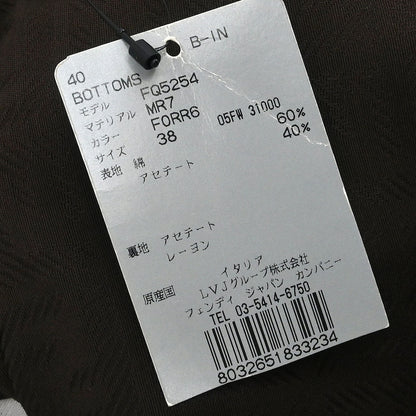 B-IN
40
BOTTOMS
モデル FQ5254
マテリアル MR7
カラー F0RR6 05FW 31000
サイズ 38
表地 綿 60%
アセテート 40%
裏地 アセテート
レーヨン
原産国 イタリア
LVJグループ株式会社
フェンディ ジャパン カンパニー
TEL 03-5414-6750
8032651833234